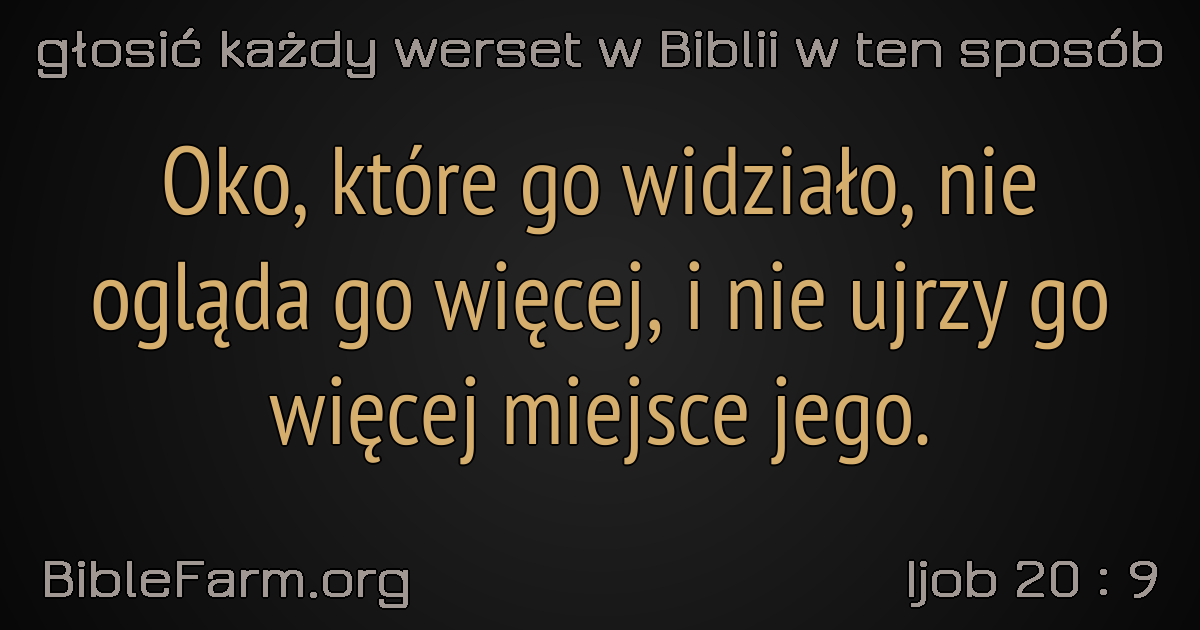 głosić każdy werset w Biblii w ten sposób
Oko, które go widziało, nie
ogląda go więcej, i nie ujrzy go
więcej miejsce jego.
BibleFarm.org
Ijob 20 : 9